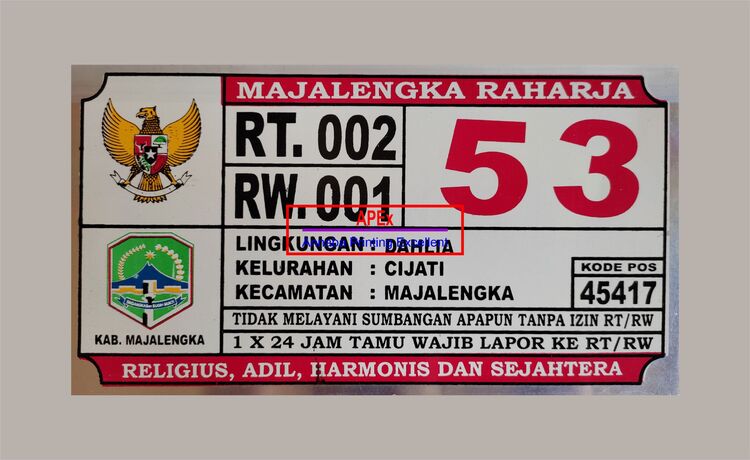 MAJALENGKA RAHARJA
RT. 002
RW. 001
53
APEx
Printing Excellent
LINGKUNGAN : DAHLIA
KELURAHAN : CIJATI
KECAMATAN : MAJALENGKA
KODE POS
45417
KAB. MAJALENGKA
TIDAK MELAYANI SUMBANGAN APAPUN TANPA IZIN RT/RW
1 X 24 JAM TAMU WAJIB LAPOR KE RT/RW
RELIGIUS, ADIL, HARMONIS DAN SEJAHTERA